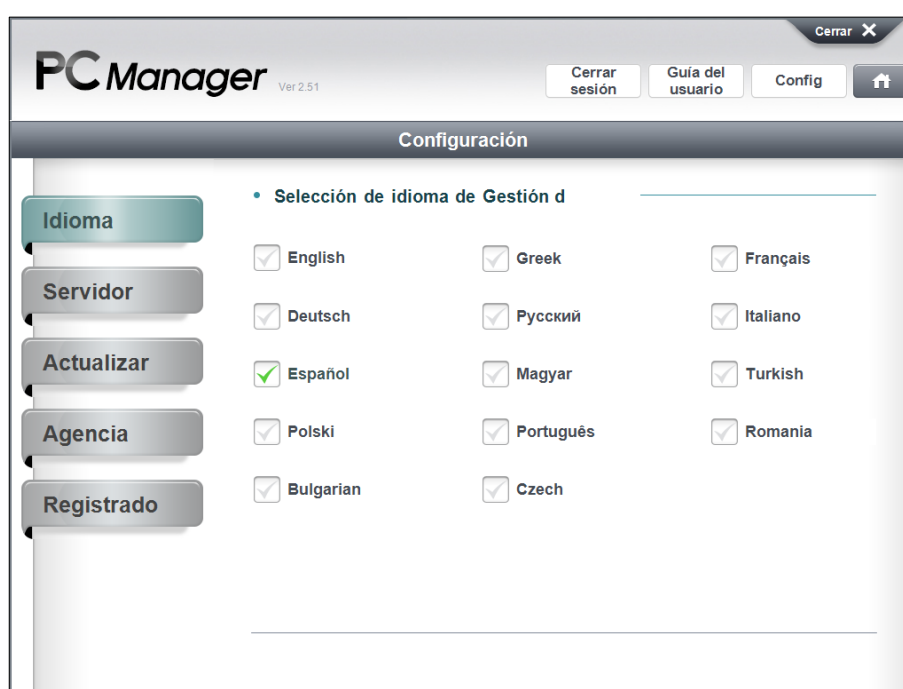 Cerrar
PC Manager Ver 2.51
Cerrar sesión
Guía del usuario
Config
Configuración
Idioma
Servidor
Actualizar
Agencia
Registrado
• Selección de idioma de Gestión d
English Greek Français
Deutsch Русский Italiano
Español Magyar Turkish
Polski Português Romania
Bulgarian Czech